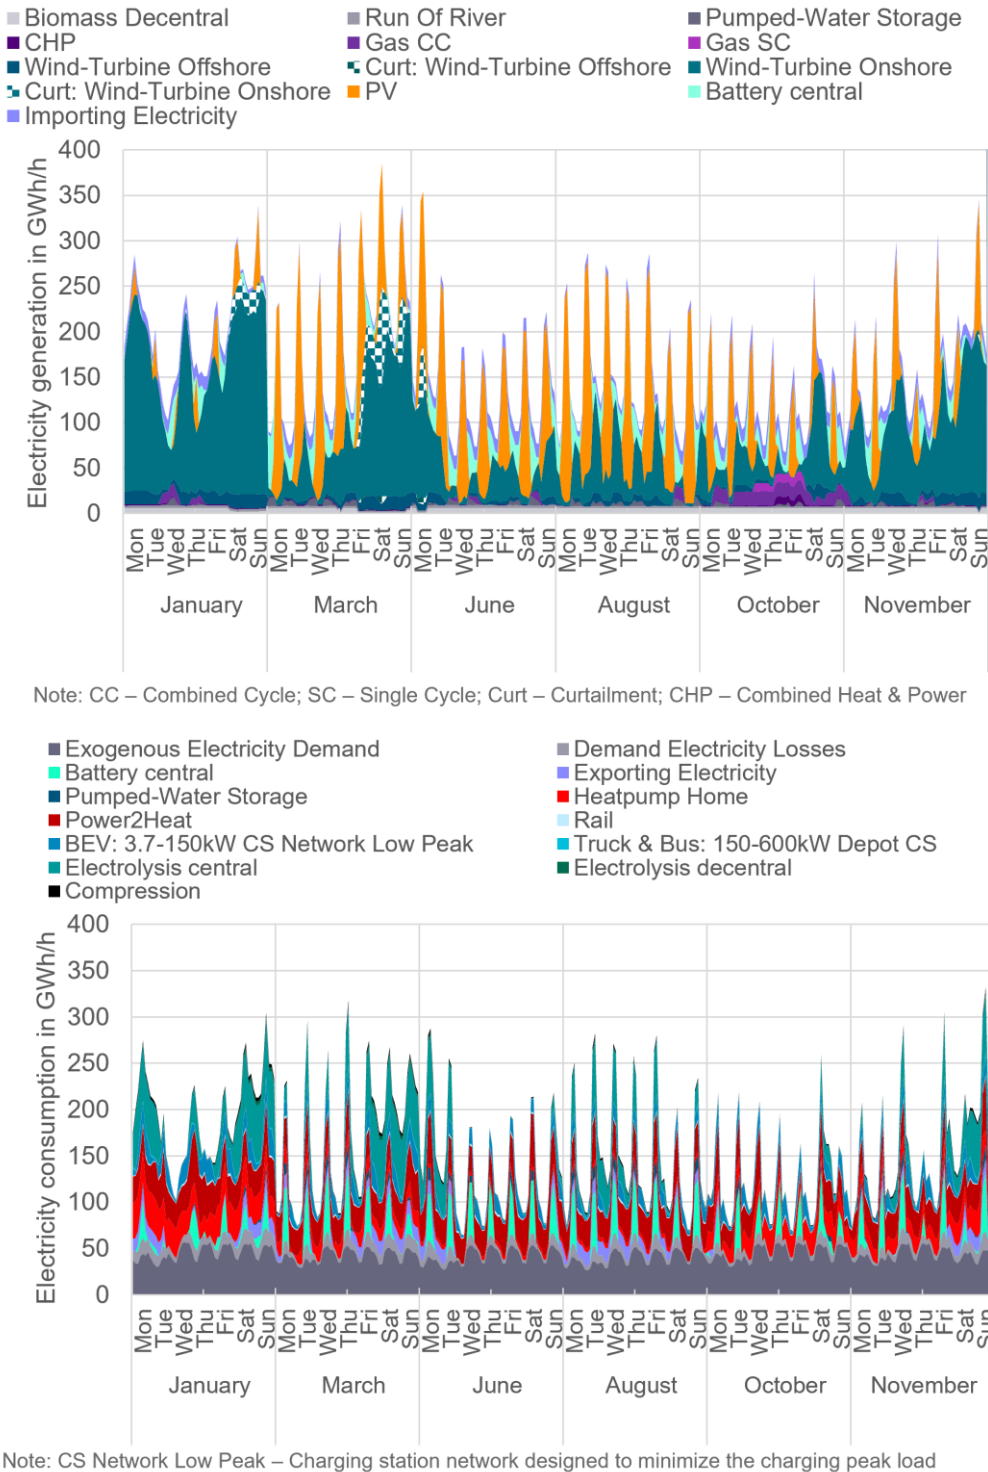 Biomass Decentral Run Of River Pumped-Water Storage
CHP Gas CC Gas SC
Wind-Turbine Offshore Curt: Wind-Turbine Offshore Wind-Turbine Onshore
Curt: Wind-Turbine Onshore PV Battery central
Importing Electricity
Electricity generation in GWh/h
400
350
300
250
200
150
100
50
0
Mon Tue Wed Thu Fri Sat Sun Mon Tue Wed Thu Fri Sat Sun Mon Tue Wed Thu Fri Sat Sun Mon Tue Wed Thu Fri Sat Sun Mon Tue Wed Thu Fri Sat Sun Mon Tue Wed Thu Fri Sat Sun
January March June August October November
Note: CC – Combined Cycle; SC – Single Cycle; Curt – Curtailment; CHP – Combined Heat & Power
Exogenous Electricity Demand Demand Electricity Losses
Battery central Exporting Electricity
Pumped-Water Storage Heatpump Home
Power2Heat Rail
BEV: 3.7-150kW CS Network Low Peak Truck & Bus: 150-600kW Depot CS
Electrolysis central Electrolysis decentral
Compression
Electricity consumption in GWh/h
400
350
300
250
200
150
100
50
0
Mon Tue Wed Thu Fri Sat Sun Mon Tue Wed Thu Fri Sat Sun Mon Tue Wed Thu Fri Sat Sun Mon Tue Wed Thu Fri Sat Sun Mon Tue Wed Thu Fri Sat Sun Mon Tue Wed Thu Fri Sat Sun
January March June August October November
Note: CS Network Low Peak – Charging station network designed to minimize the charging peak load